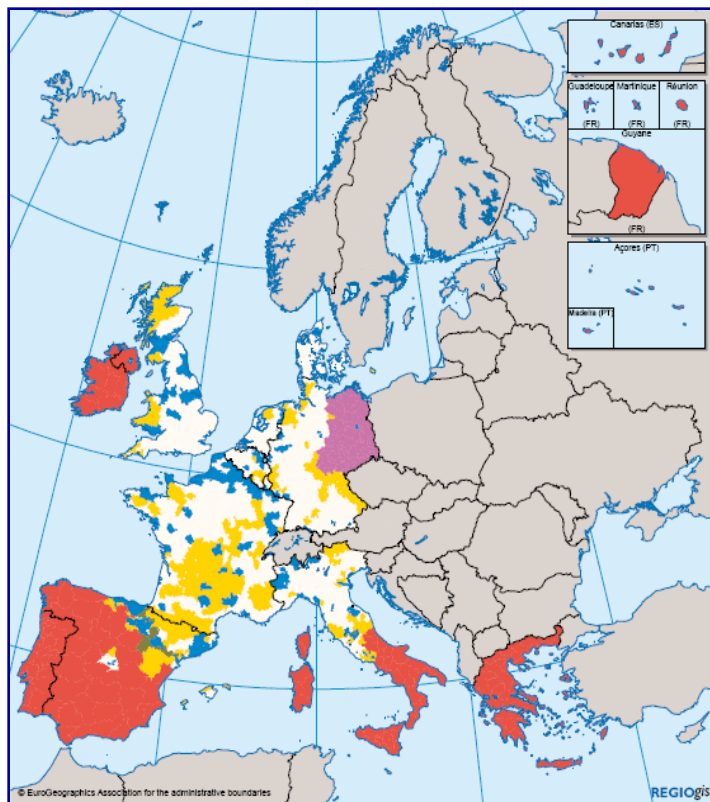 Canarias (ES)
Guadeloupe Martinique Réunion
(FR) (FR) (FR)
Guyane
(FR)
Açores (PT)
Madeira (PT)
© EuroGeographics Association for the administrative boundaries
REGIOgis